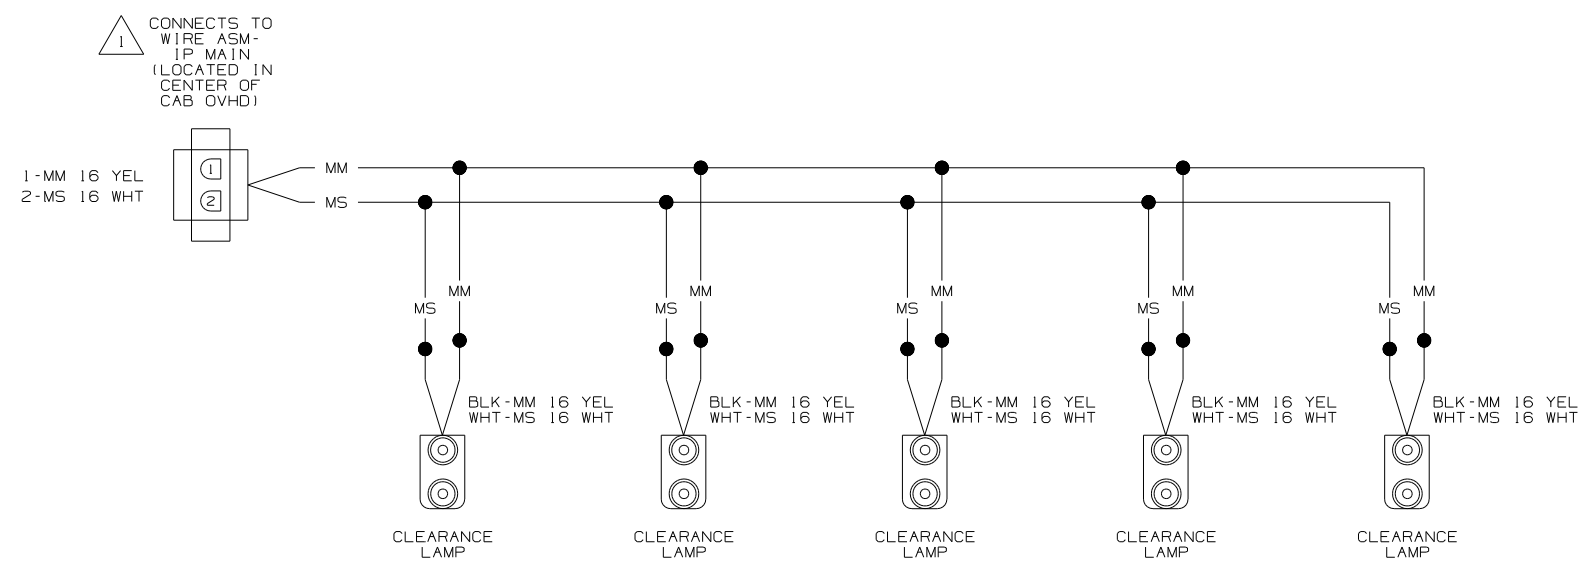 1
CONNECTS TO
WIRE ASM-
IP MAIN
(LOCATED IN
CENTER OF
CAB OVHD)
1-MM 16 YEL
2-MS 16 WHT
1
2
MM
MS
MM
MS
MM
MS
MM
MS
MM
MS
MM
MS
BLK-MM 16 YEL
WHT-MS 16 WHT
BLK-MM 16 YEL
WHT-MS 16 WHT
BLK-MM 16 YEL
WHT-MS 16 WHT
BLK-MM 16 YEL
WHT-MS 16 WHT
BLK-MM 16 YEL
WHT-MS 16 WHT
CLEARANCE
LAMP
CLEARANCE
LAMP
CLEARANCE
LAMP
CLEARANCE
LAMP
CLEARANCE
LAMP